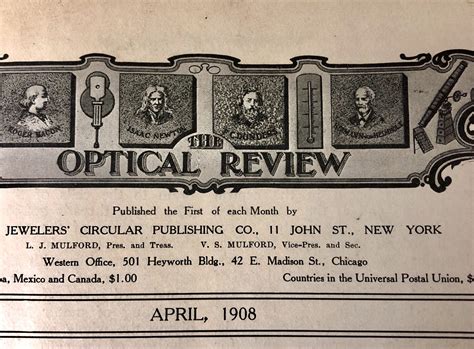 ROGER BACON
ISAAC NEWTON
THE
OPTICAL REVIEW
Published the First of each Month by
JEWELERS' CIRCULAR PUBLISHING CO., 11 JOHN ST., NEW YORK
L. J. MULFORD, Pres. and Treas. V. S. MULFORD, Vice-Pres. and Sec.
Western Office, 501 Heyworth Bldg., 42 E. Madison St., Chicago
Mexico and Canada, $1.00 Countries in the Universal Postal Union,
APRIL, 1908